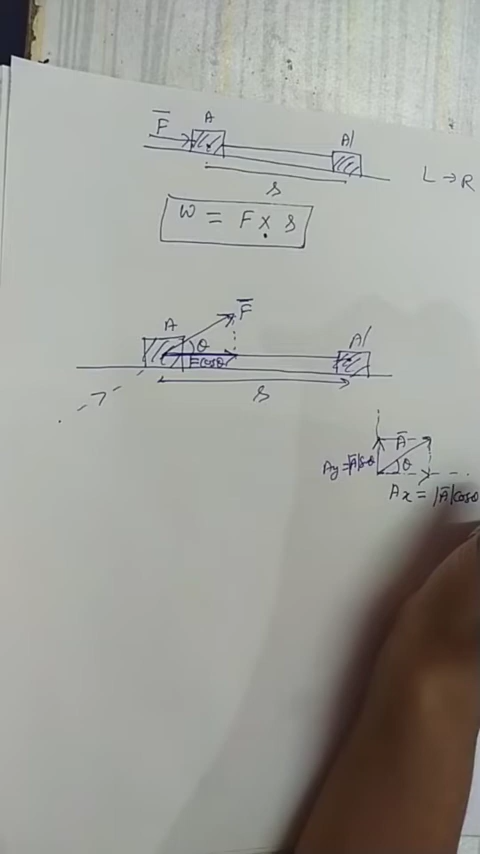 F̅ A A/
s L → R
W = F × s
A F̅ A/
θ
F cosθ
s
A̅
Ay = |A̅|sinθ θ
Ax = |A̅|cosθ